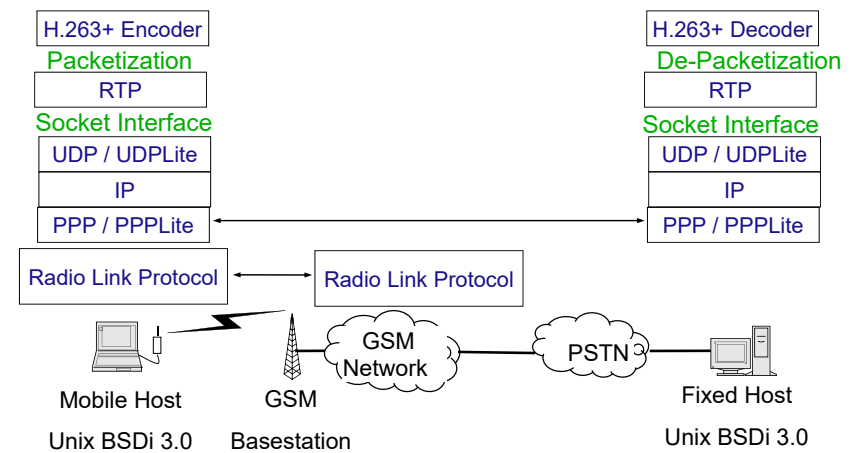 H.263+ Encoder
Packetization
RTP
Socket Interface
UDP / UDPLite
IP
PPP / PPPLite
Radio Link Protocol
Radio Link Protocol
H.263+ Decoder
De-Packetization
RTP
Socket Interface
UDP / UDPLite
IP
PPP / PPPLite
GSM
Network
PSTN
Mobile Host
Unix BSDi 3.0
GSM
Basestation
Fixed Host
Unix BSDi 3.0